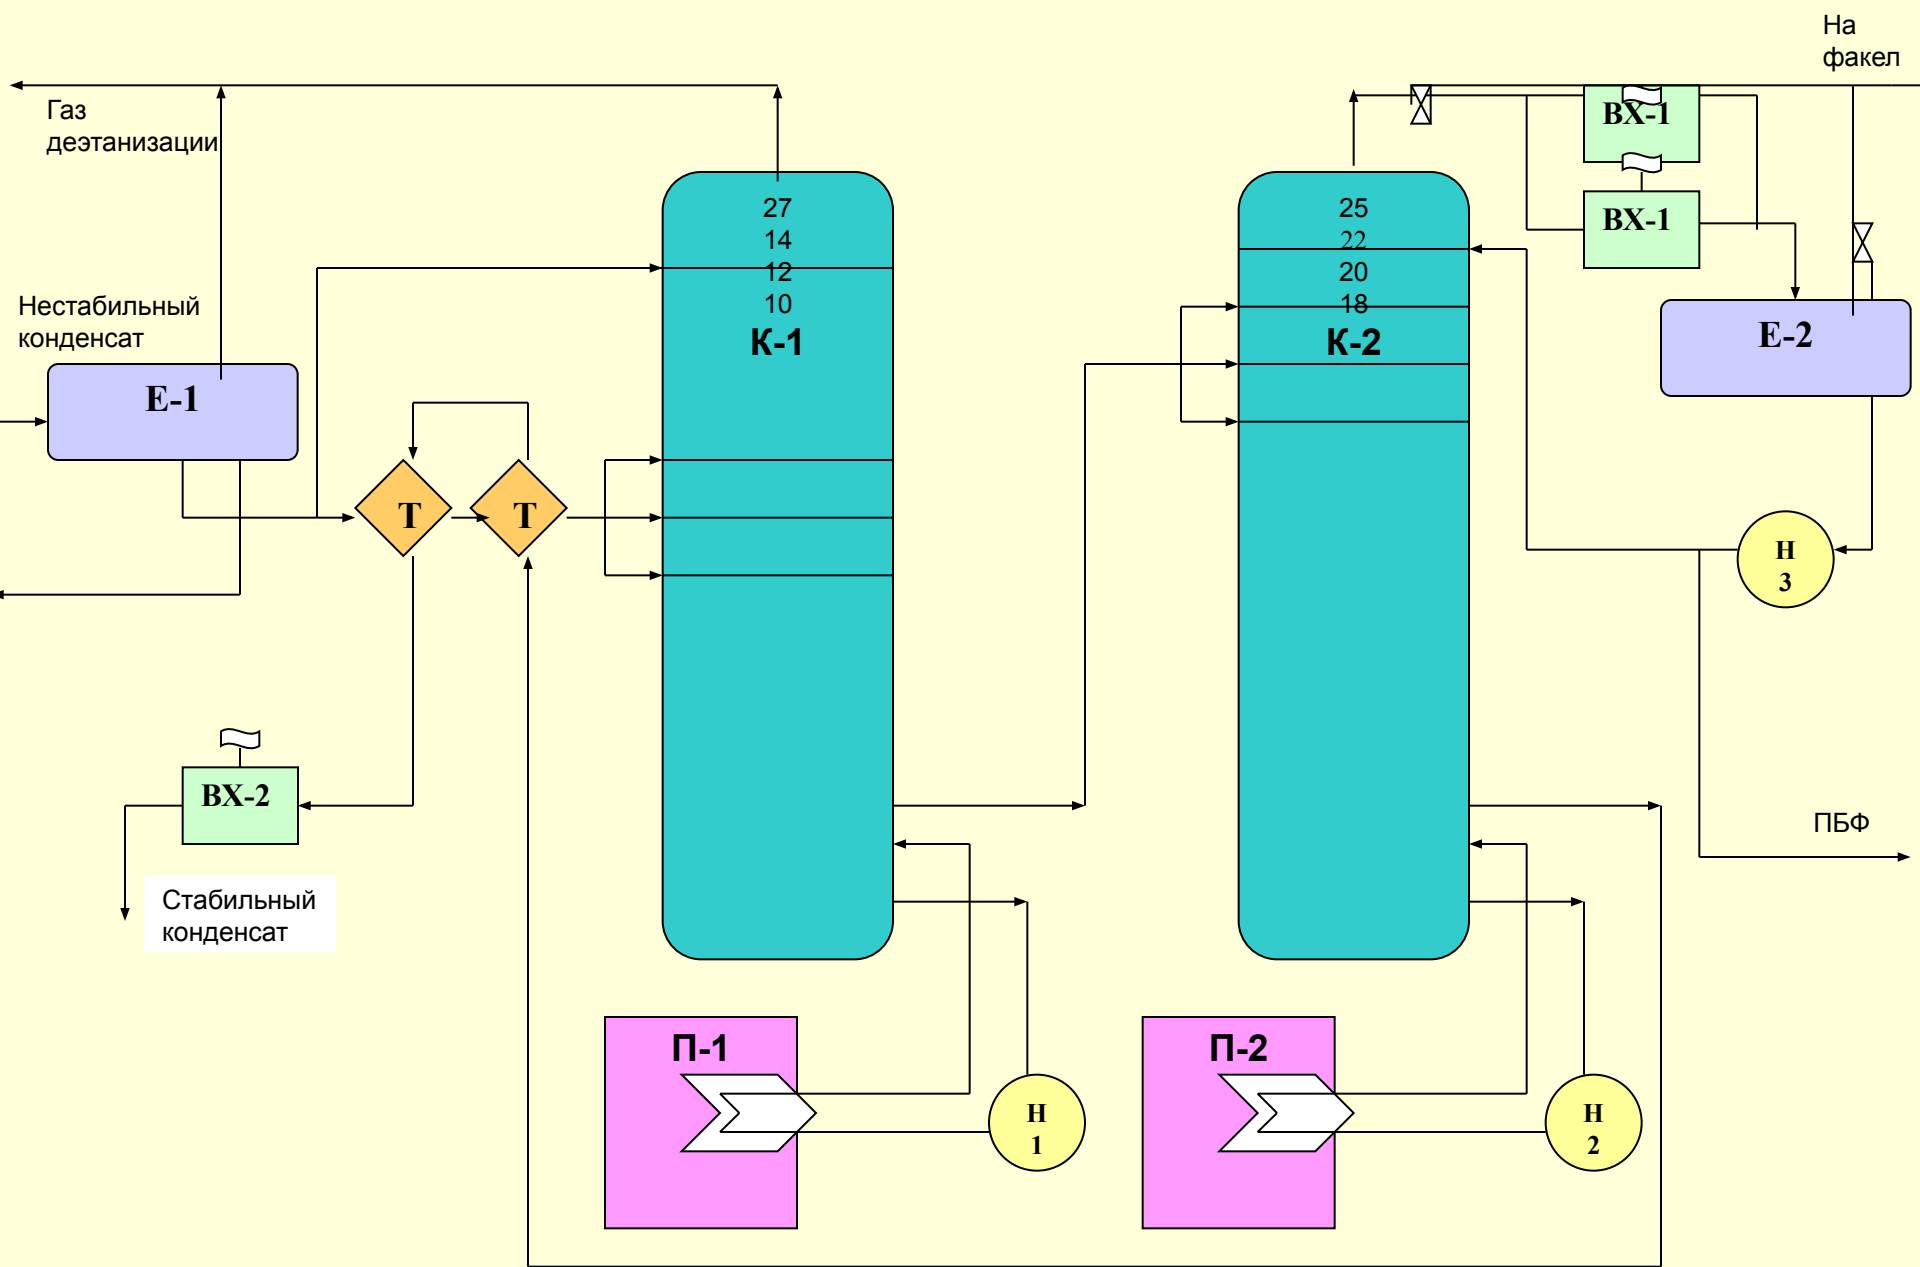 На
факел
Газ
деэтанизации
ВХ-1
ВХ-1
27
14
12
10
К-1
25
22
20
18
К-2
Нестабильный
конденсат
Е-1
Е-2
Т
Т
Н
3
ВХ-2
ПБФ
Стабильный
конденсат
П-1
Н
1
П-2
Н
2